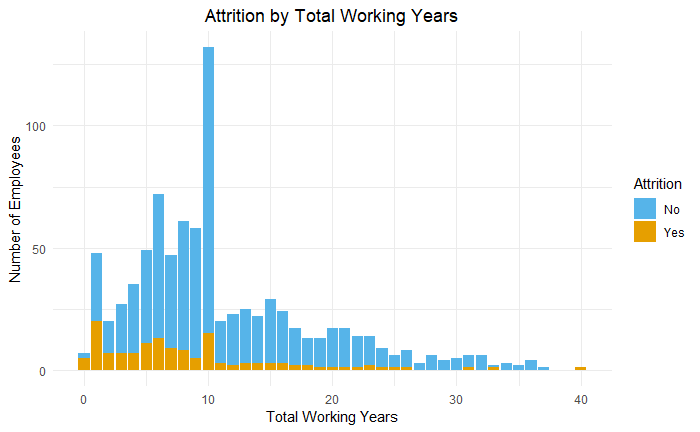 Attrition by Total Working Years
Number of Employees
100
50
0
0 10 20 30 40
Total Working Years
Attrition
No
Yes